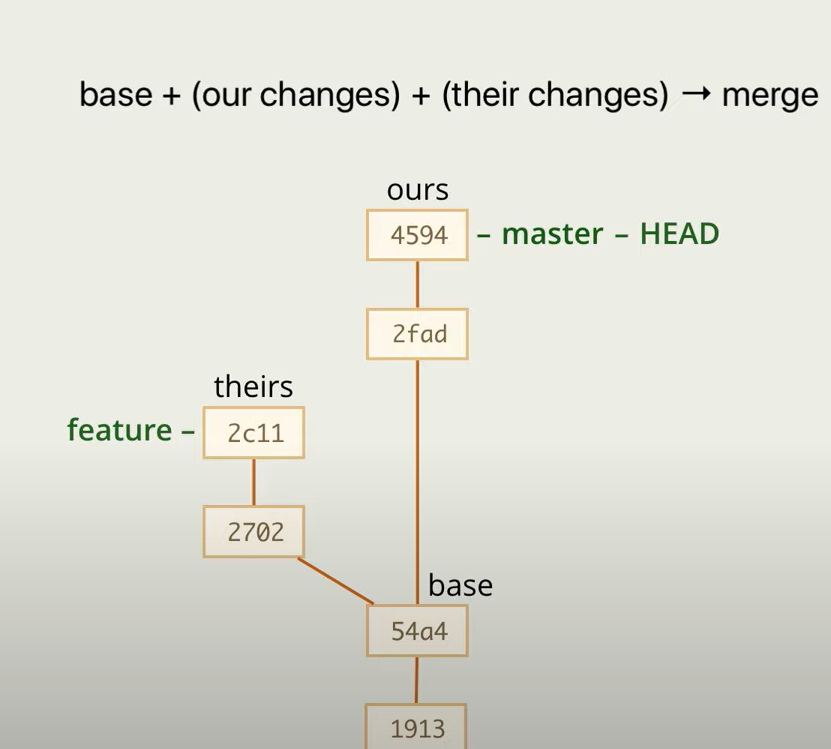 base + (our changes) + (their changes) → merge
ours
4594 – master – HEAD
2fad
theirs
feature – 2c11
2702
base
54a4
1913